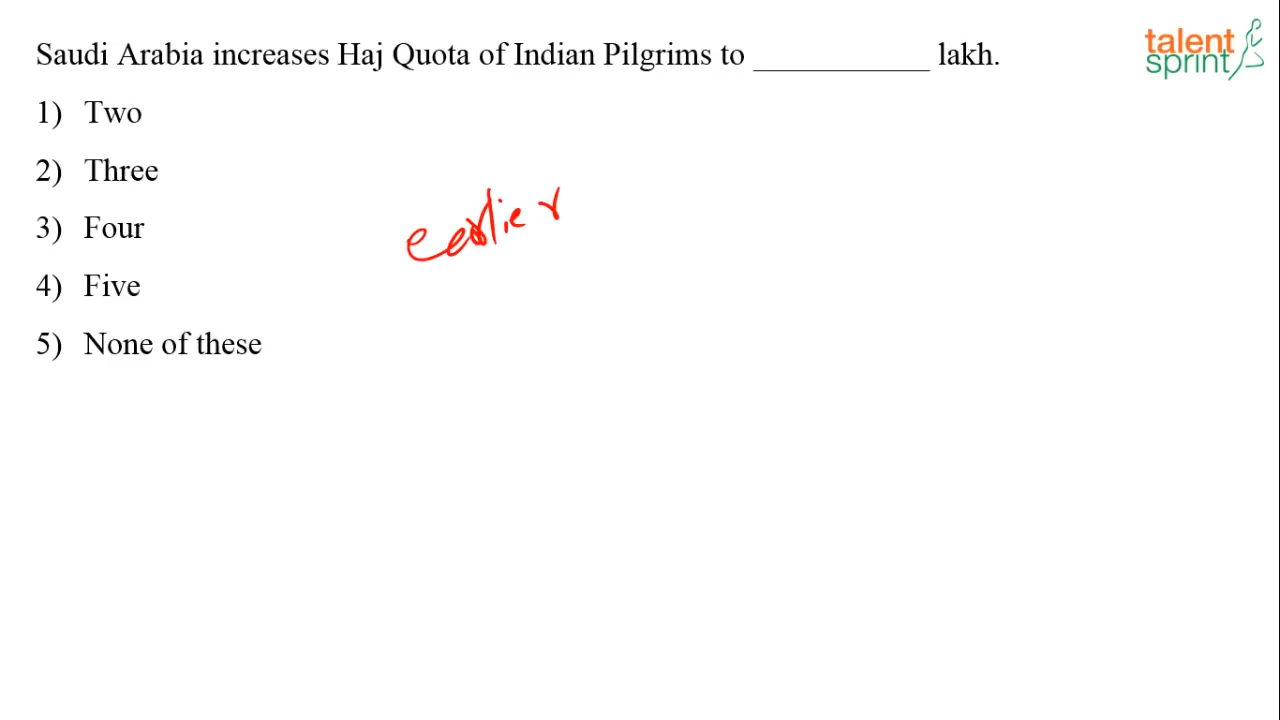 Saudi Arabia increases Haj Quota of Indian Pilgrims to ___________ lakh.
talent
sprint
1) Two
2) Three
3) Four
earlier
4) Five
5) None of these